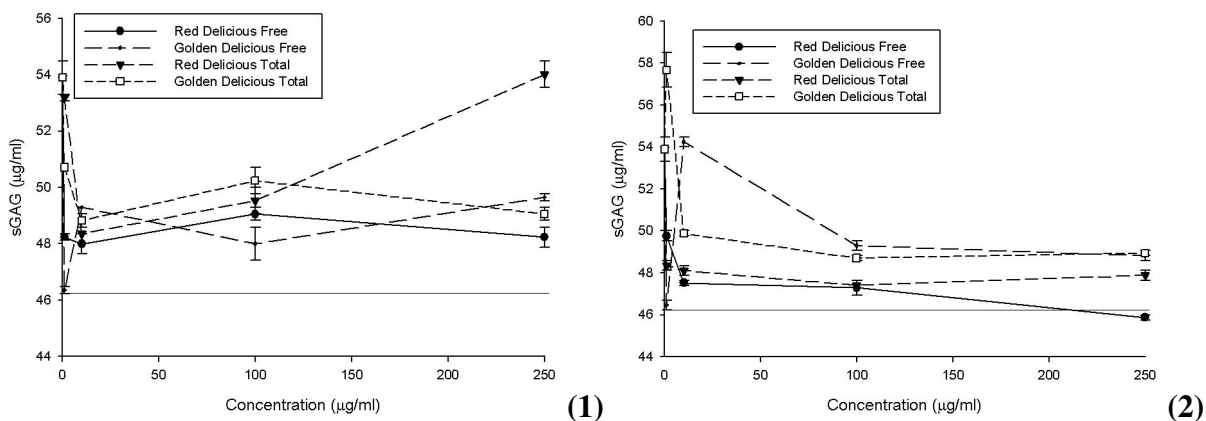 56
54
52
50
48
46
44
sGAG (µg/ml)
Red Delicious Free
Golden Delicious Free
Red Delicious Total
Golden Delicious Total
0 50 100 150 200 250
Concentration (µg/ml)
(1)
60
58
56
54
52
50
48
46
44
sGAG (µg/ml)
Red Delicious Free
Golden Delicious Free
Red Delicious Total
Golden Delicious Total
0 50 100 150 200 250
Concentration (µg/ml)
(2)